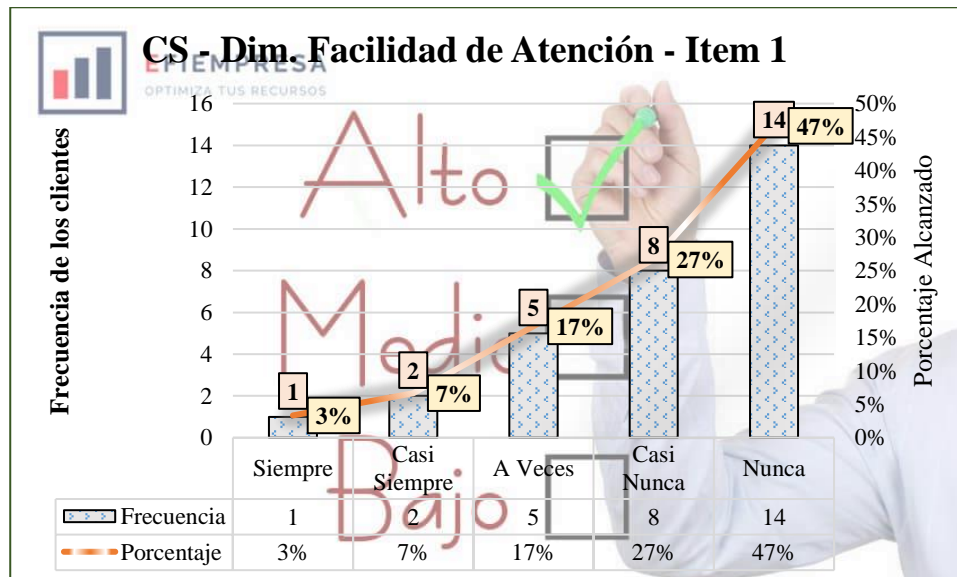 CS - Dim. Facilidad de Atención - Item 1
EFIEMPRESA
OPTIMIZA TUS RECURSOS
Frecuencia de los clientes
16
14
12
10
8
6
4
2
0
Alto
Medio
Bajo
1
2
5
8
14
3%
7%
17%
27%
47%
50%
45%
40%
35%
30%
25%
20%
15%
10%
5%
0%
Porcentaje Alcanzado
Siempre Casi Siempre A Veces Casi Nunca Nunca
Frecuencia 1 2 5 8 14
Porcentaje 3% 7% 17% 27% 47%